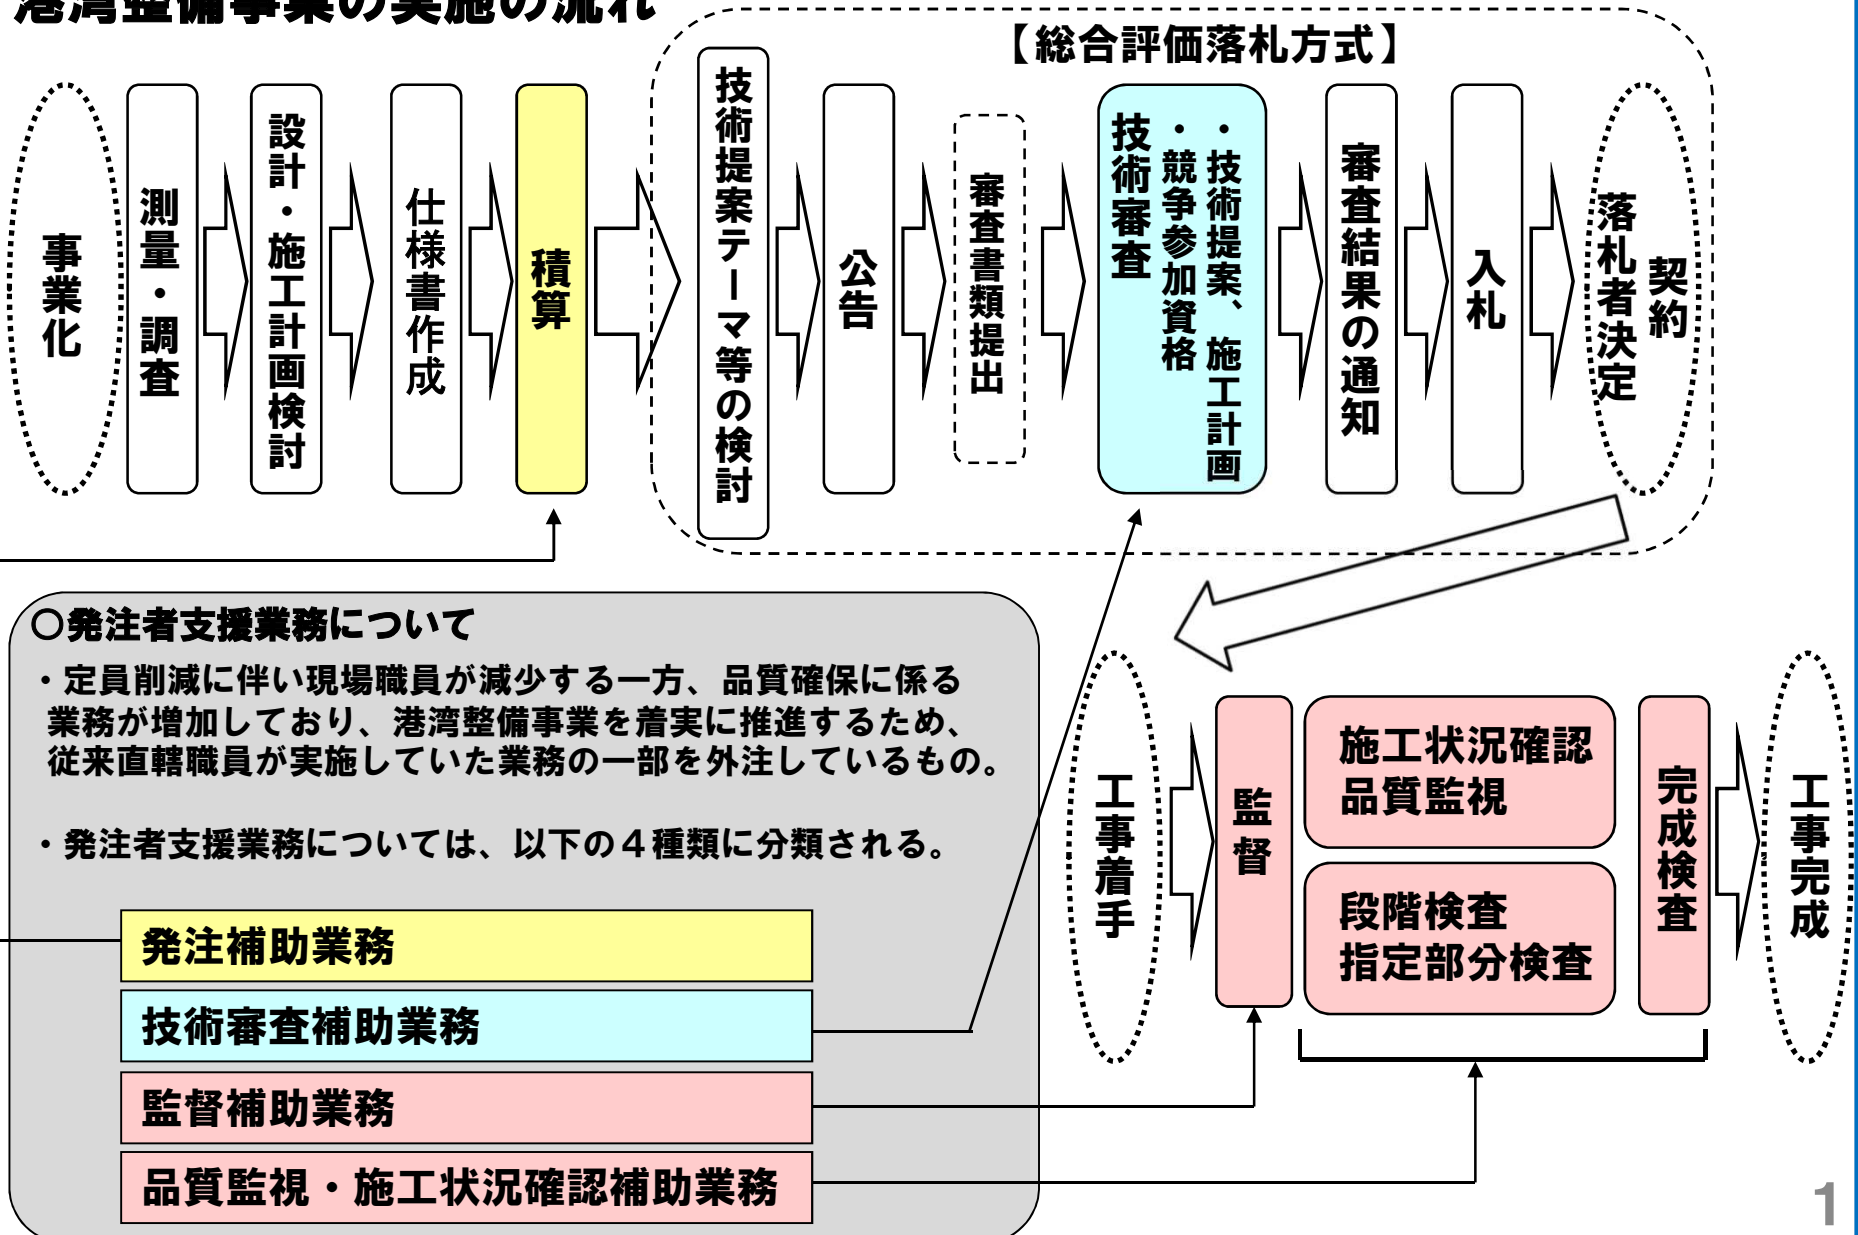 港湾整備事業の実施の流れ
【総合評価落札方式】
事業化
測量・調査
設計・施工計画検討
仕様書作成
積算
技術提案テーマ等の検討
公告
審査書類提出
・技術提案、施工計画
・競争参加資格
技術審査
審査結果の通知
入札
契約
落札者決定
○発注者支援業務について
・定員削減に伴い現場職員が減少する一方、品質確保に係る
業務が増加しており、港湾整備事業を着実に推進するため、
従来直轄職員が実施していた業務の一部を外注しているもの。
・発注者支援業務については、以下の４種類に分類される。
発注補助業務
技術審査補助業務
監督補助業務
品質監視・施工状況確認補助業務
工事着手
監督
施工状況確認
品質監視
段階検査
指定部分検査
完成検査
工事完成
1